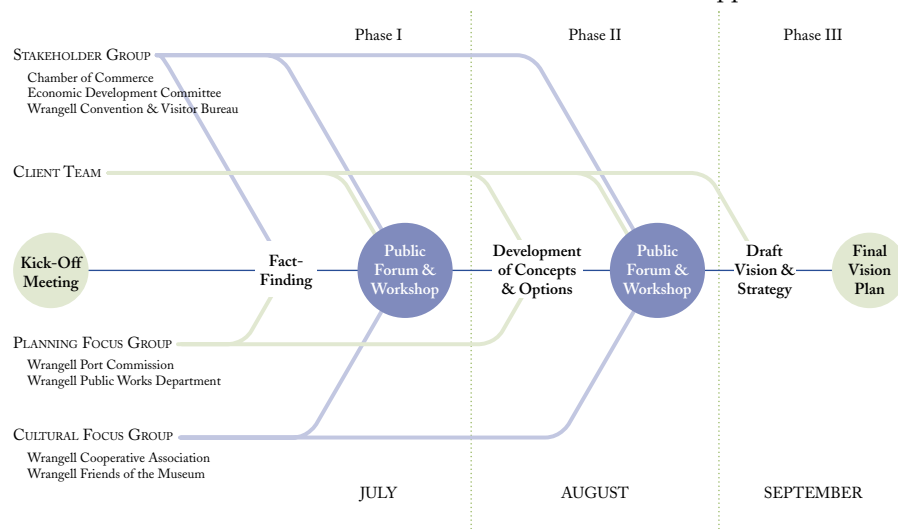 Phase I
Phase II
Phase III
STAKEHOLDER GROUP
Chamber of Commerce
Economic Development Committee
Wrangell Convention & Visitor Bureau
CLIENT TEAM
Kick-Off
Meeting
Fact-
Finding
Public
Forum &
Workshop
Development
of Concepts
& Options
Public
Forum &
Workshop
Draft
Vision &
Strategy
Final
Vision
Plan
PLANNING FOCUS GROUP
Wrangell Port Commission
Wrangell Public Works Department
CULTURAL FOCUS GROUP
Wrangell Cooperative Association
Wrangell Friends of the Museum
JULY
AUGUST
SEPTEMBER